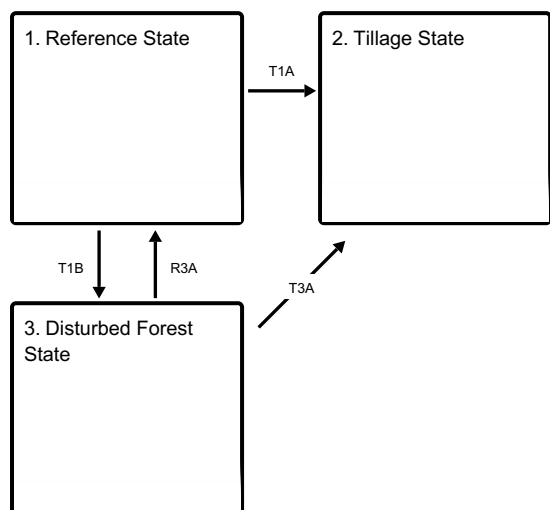 1. Reference State
2. Tillage State
T1A
T1B
R3A
T3A
3. Disturbed Forest
State